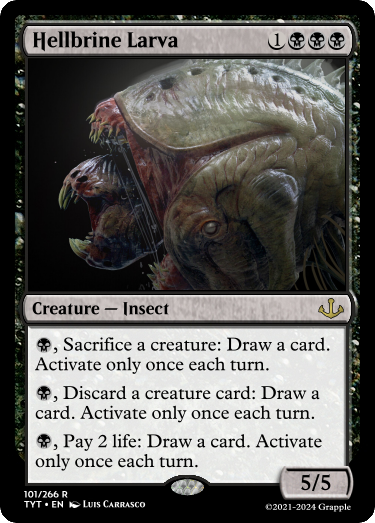 Hellbrine Larva 1
Creature — Insect
, Sacrifice a creature: Draw a card.
Activate only once each turn.
, Discard a creature card: Draw a
card. Activate only once each turn.
, Pay 2 life: Draw a card. Activate
only once each turn.
5/5
101/266 R
TYT • EN Luis Carrasco
©2021-2024 Grapple